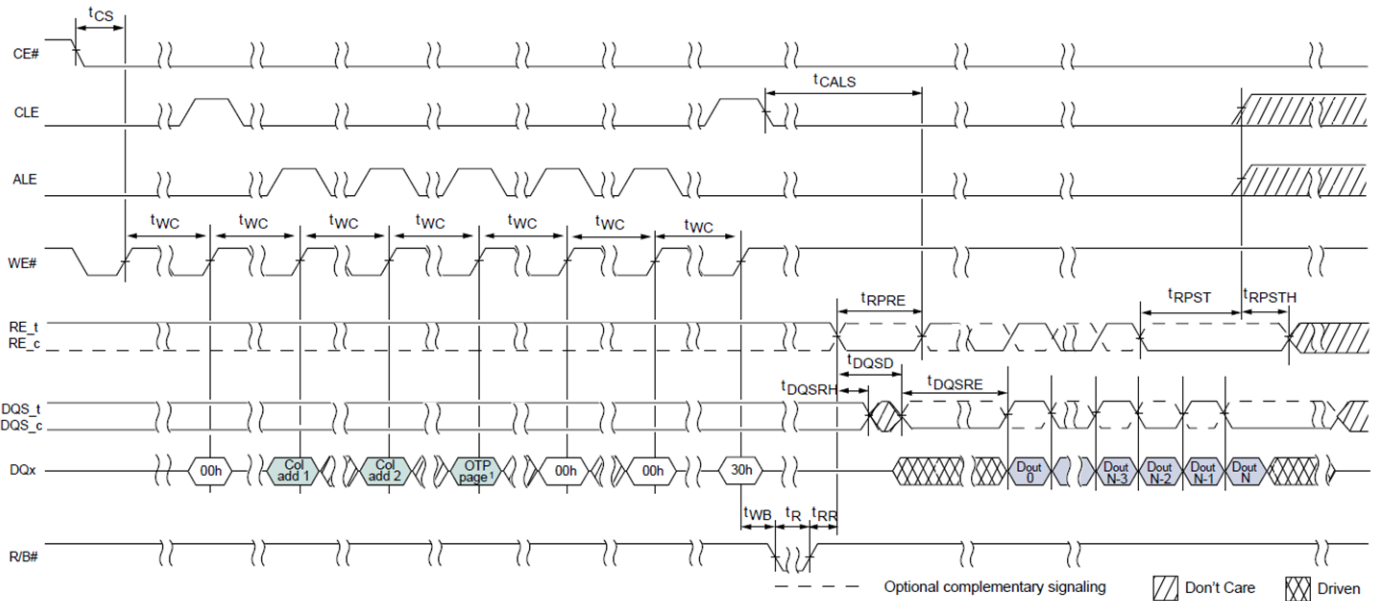 tCS
CE#
tCALS
CLE
ALE
tWC tWC tWC tWC tWC tWC tWC
WE#
tRPRE tRPST tRPSTH
RE_t
RE_c
tDQSD
tDQSRH tDQSRE
DQS_t
DQS_c
DQx 00h Col add 1 Col add 2 OTP page¹ 00h 00h 30h Dout 0 Dout N-3 Dout N-2 Dout N-1 Dout N
tWB tR tRR
R/B#
Optional complementary signaling Don't Care Driven